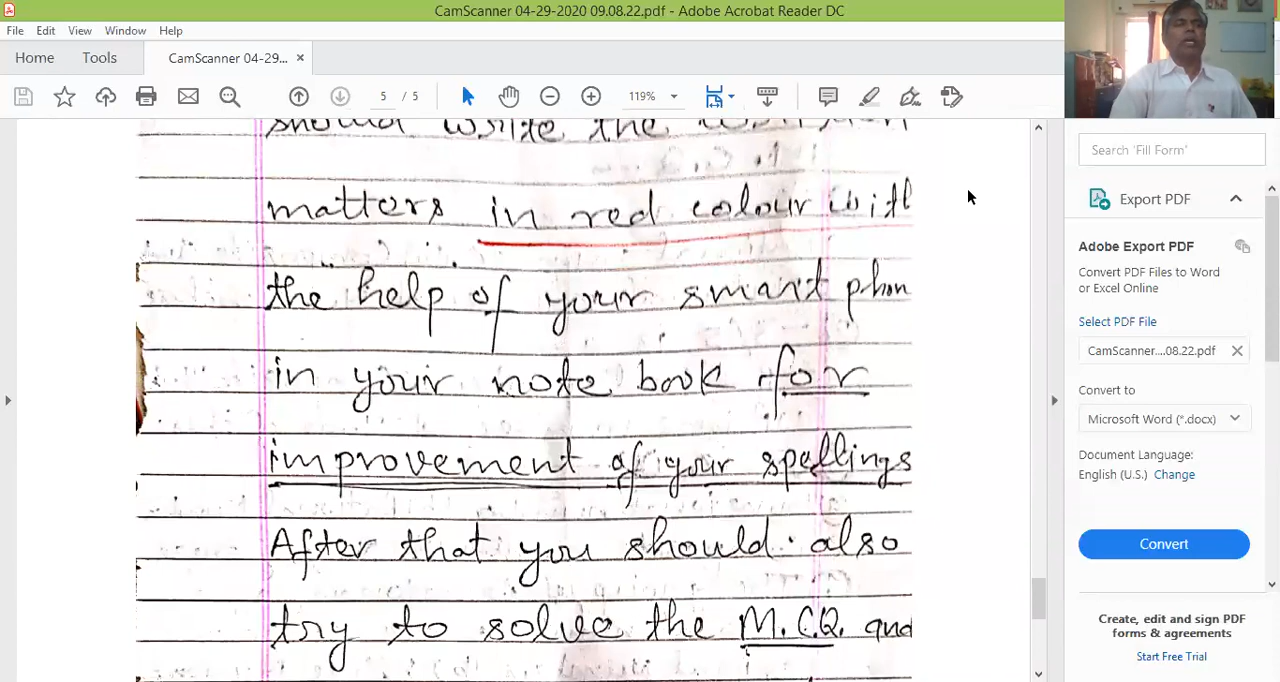 CamScanner 04-29-2020 09.08.22.pdf - Adobe Acrobat Reader DC
File Edit View Window Help
Home Tools CamScanner 04-29... ×
5 / 5 119%
should write the
matters in red colour with
the help of your smart phon
in your note book for
improvement of your spellings
After that you should. also
try to solve the M.C.Q. and
Search 'Fill Form'
Export PDF
Adobe Export PDF
Convert PDF Files to Word
or Excel Online
Select PDF File
CamScanner....08.22.pdf
Convert to
Microsoft Word (*.docx)
Document Language:
English (U.S.) Change
Convert
Create, edit and sign PDF
forms & agreements
Start Free Trial